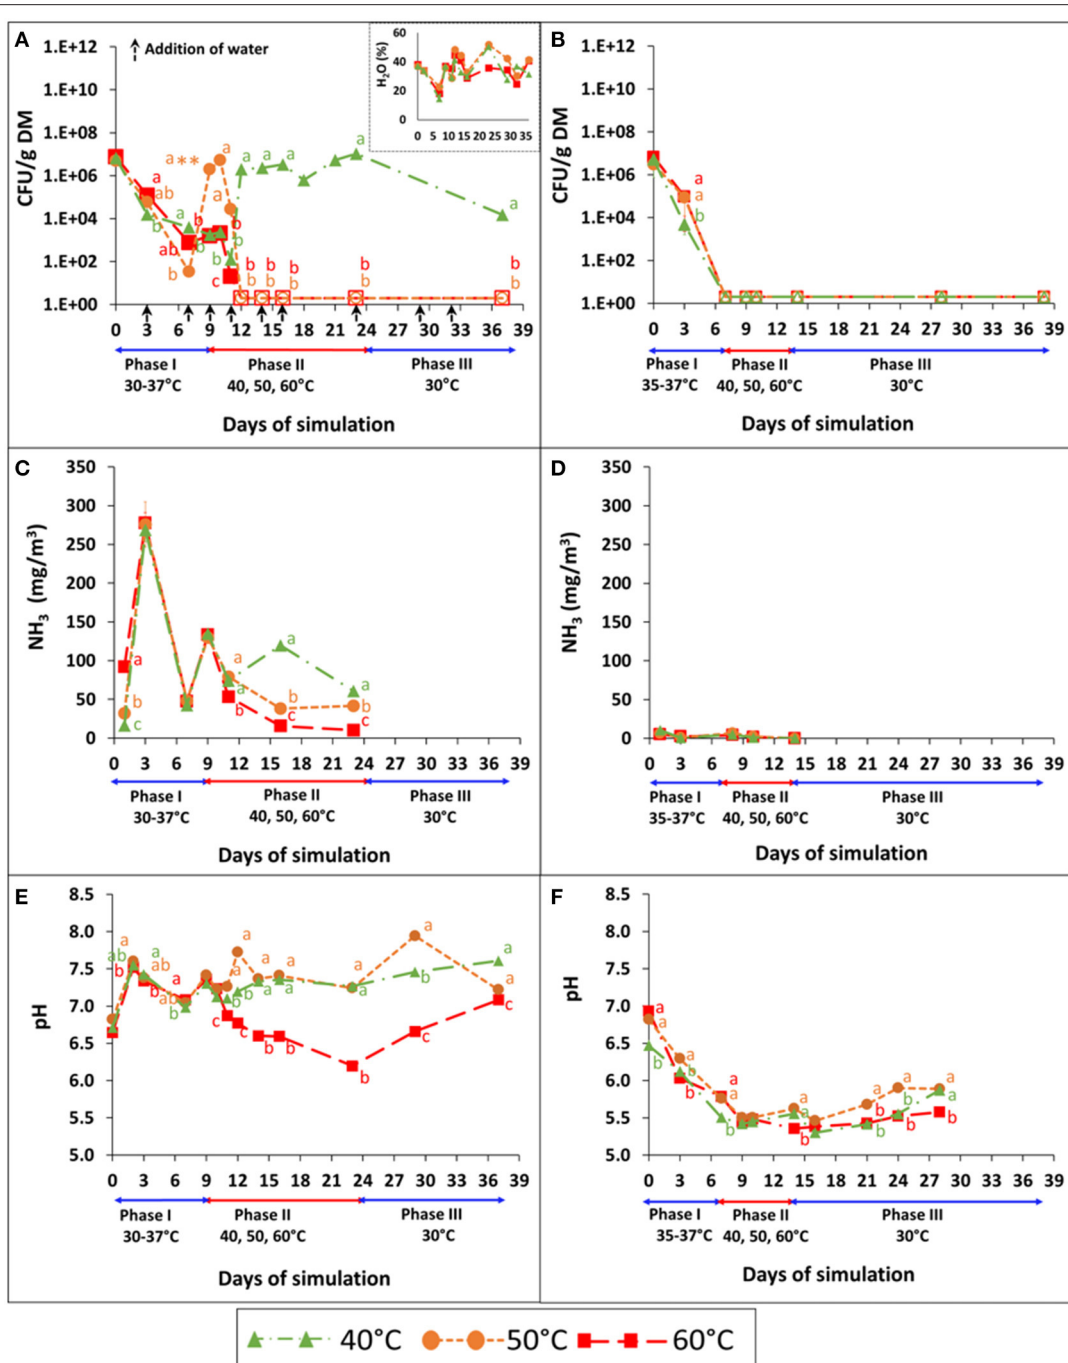 A
Addition of water
CFU/g DM
1.E+12
1.E+10
1.E+08
1.E+06
1.E+04
1.E+02
1.E+00
H2O (%)
60
40
20
0
0 5 10 15 20 25 30 35
a a** a ab a b a b b ab b b b b c
a a a a a
b b b b b
b b b b b
0 3 6 9 12 15 18 21 24 27 30 33 36 39
Phase I Phase II Phase III
30-37°C 40, 50, 60°C 30°C
Days of simulation
B
CFU/g DM
1.E+12
1.E+10
1.E+08
1.E+06
1.E+04
1.E+02
1.E+00
a
a
b
0 3 6 9 12 15 18 21 24 27 30 33 36 39
Phase I Phase II Phase III
35-37°C 40, 50, 60°C 30°C
Days of simulation
C
NH3 (mg/m3)
350
300
250
200
150
100
50
0
a
b
c
a a b
a b c
a b c
0 3 6 9 12 15 18 21 24 27 30 33 36 39
Phase I Phase II Phase III
30-37°C 40, 50, 60°C 30°C
Days of simulation
D
NH3 (mg/m3)
350
300
250
200
150
100
50
0
0 3 6 9 12 15 18 21 24 27 30 33 36 39
Phase I Phase II Phase III
35-37°C 40, 50, 60°C 30°C
Days of simulation
E
pH
8.5
8.0
7.5
7.0
6.5
6.0
5.5
5.0
a ab b
a ab b
a ab b
a b c
a b c
a a b
a a b
a a b
a b c
a a c
0 3 6 9 12 15 18 21 24 27 30 33 36 39
Phase I Phase II Phase III
30-37°C 40, 50, 60°C 30°C
Days of simulation
F
pH
8.5
8.0
7.5
7.0
6.5
6.0
5.5
5.0
a a b
a b b
a a b
a a b
a b b
a b b
a a b
0 3 6 9 12 15 18 21 24 27 30 33 36 39
Phase I Phase II Phase III
35-37°C 40, 50, 60°C 30°C
Days of simulation
40°C 50°C 60°C